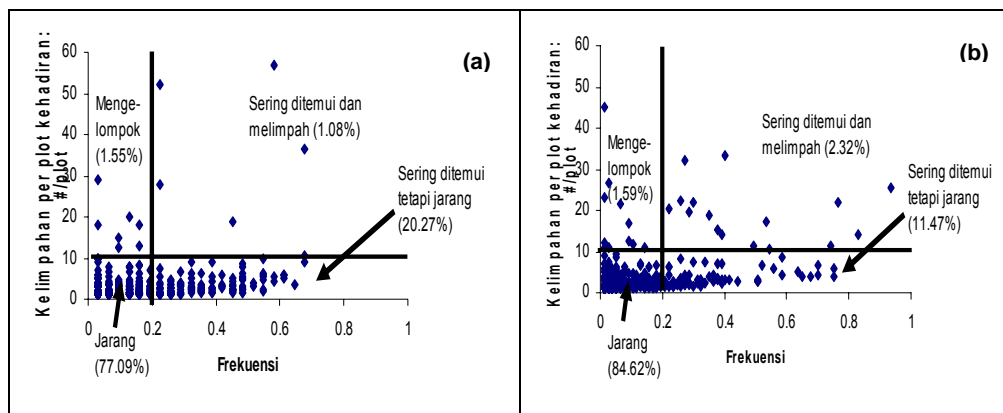 (a)
Kelimpahan per plot kehadiran:
#/plot
60
50
40
30
20
10
0
Menge-
lompok
(1.55%)
Sering ditemui dan
melimpah (1.08%)
Sering ditemui
tetapi jarang
(20.27%)
0
0.2
0.4
0.6
0.8
1
Jarang
(77.09%)
Frekuensi
(b)
Kelimpahan per plot kehadiran:
#/plot
60
50
40
30
20
10
0
Menge-
lompok
(1.59%)
Sering ditemui dan
melimpah (2.32%)
Sering ditemui
tetapi jarang
(11.47%)
0
0.2
0.4
0.6
0.8
1
Jarang
(84.62%)
Frekuensi